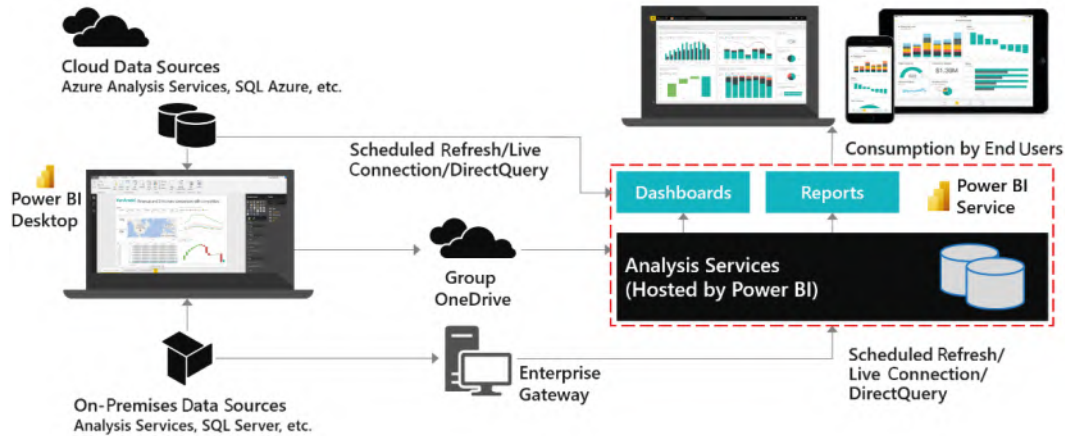 Cloud Data Sources
Azure Analysis Services, SQL Azure, etc.
Scheduled Refresh/Live
Connection/DirectQuery
Consumption by End Users
Power BI
Desktop
Dashboards
Reports
Power BI
Service
Group
OneDrive
Analysis Services
(Hosted by Power BI)
Enterprise
Gateway
Scheduled Refresh/
Live Connection/
DirectQuery
On-Premises Data Sources
Analysis Services, SQL Server, etc.